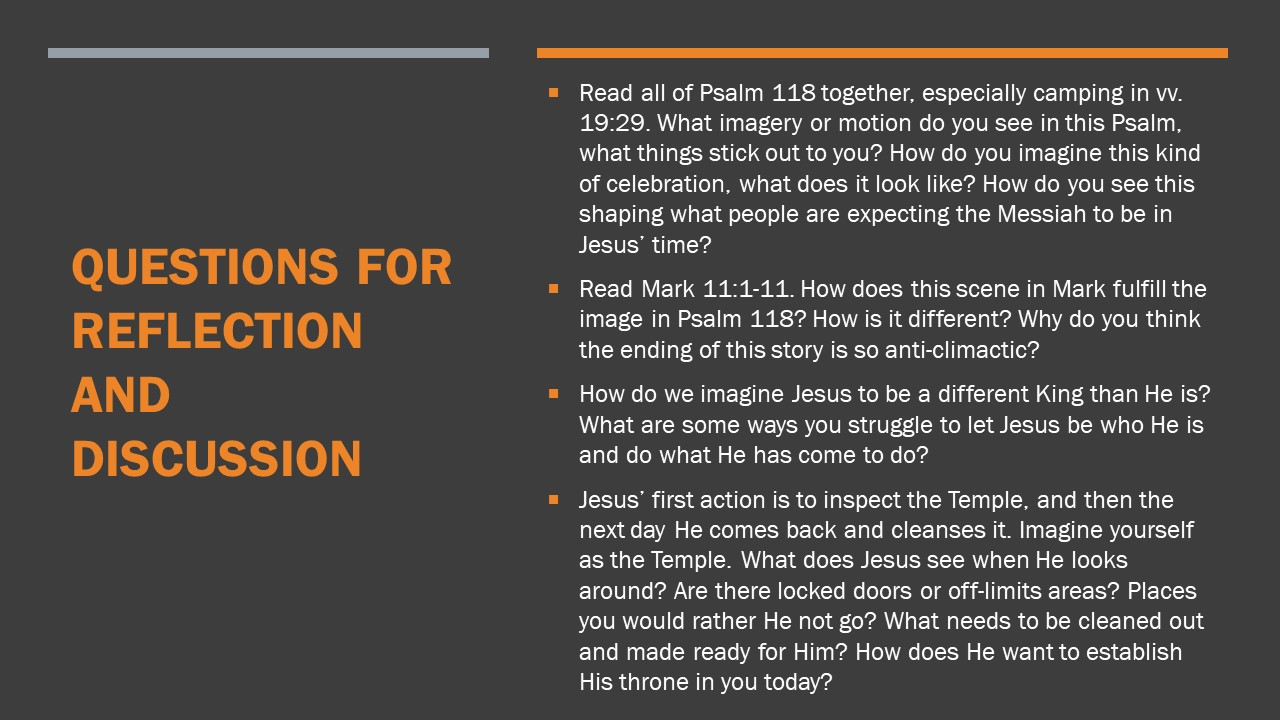 QUESTIONS FOR
REFLECTION
AND
DISCUSSION
Read all of Psalm 118 together, especially camping in vv.
19:29. What imagery or motion do you see in this Psalm,
what things stick out to you? How do you imagine this kind
of celebration, what does it look like? How do you see this
shaping what people are expecting the Messiah to be in
Jesus’ time?
Read Mark 11:1-11. How does this scene in Mark fulfill the
image in Psalm 118? How is it different? Why do you think
the ending of this story is so anti-climactic?
How do we imagine Jesus to be a different King than He is?
What are some ways you struggle to let Jesus be who He is
and do what He has come to do?
Jesus’ first action is to inspect the Temple, and then the
next day He comes back and cleanses it. Imagine yourself
as the Temple. What does Jesus see when He looks
around? Are there locked doors or off-limits areas? Places
you would rather He not go? What needs to be cleaned out
and made ready for Him? How does He want to establish
His throne in you today?